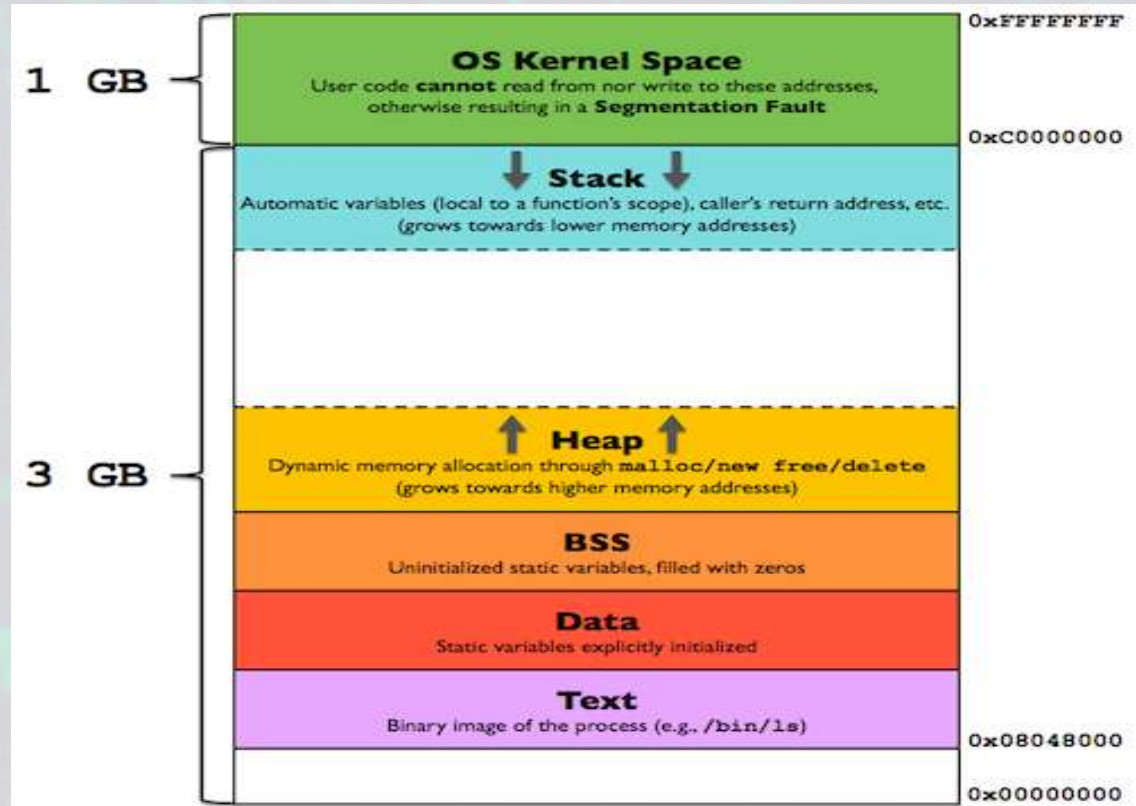 0xFFFFFFFF
1 GB
OS Kernel Space
User code cannot read from nor write to these addresses,
otherwise resulting in a Segmentation Fault
0xC0000000
Stack
Automatic variables (local to a function's scope), caller's return address, etc.
(grows towards lower memory addresses)
3 GB
Heap
Dynamic memory allocation through malloc/new free/delete
(grows towards higher memory addresses)
BSS
Uninitialized static variables, filled with zeros
Data
Static variables explicitly initialized
Text
Binary image of the process (e.g., /bin/ls)
0x08048000
0x00000000